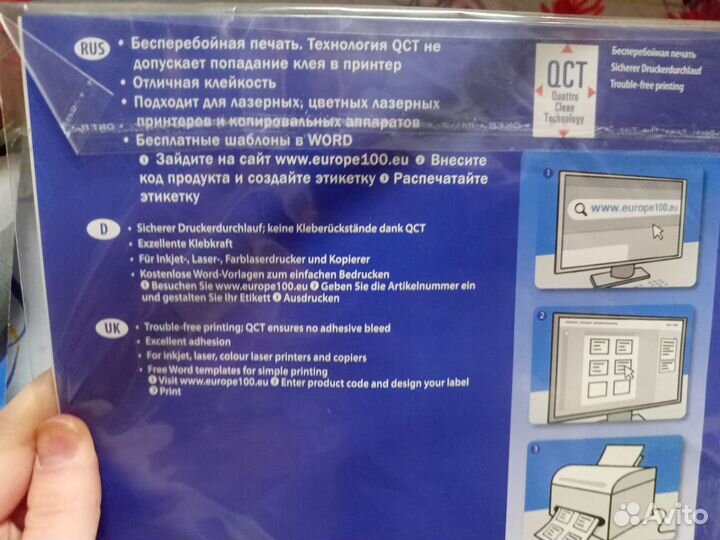 RUS
• Бесперебойная печать. Технология QCT не
допускает попадание клея в принтер
• Отличная клейкость
• Подходит для лазерных, цветных лазерных
принтеров и копировальных аппаратов
• Бесплатные шаблоны в WORD
❶ Зайдите на сайт www.europe100.eu ❷ Внесите
код продукта и создайте этикетку ❸ Распечатайте
этикетку
D
• Sicherer Druckerdurchlauf; keine Kleberückstände dank QCT
• Exzellente Klebkraft
• Für Inkjet-, Laser-, Farblaserdrucker und Kopierer
• Kostenlose Word-Vorlagen zum einfachen Bedrucken
❶ Besuchen Sie www.europe100.eu ❷ Geben Sie die Artikelnummer ein
und gestalten Sie Ihr Etikett ❸ Ausdrucken
UK
• Trouble-free printing; QCT ensures no adhesive bleed
• Excellent adhesion
• For inkjet, laser, colour laser printers and copiers
• Free Word templates for simple printing
❶ Visit www.europe100.eu ❷ Enter product code and design your label
❸ Print
QCT
Quattro
Clean
Technology
Бесперебойная печать
Sicherer Druckerdurchlauf
Trouble-free printing
1
www.europe100.eu
2
3
Avito